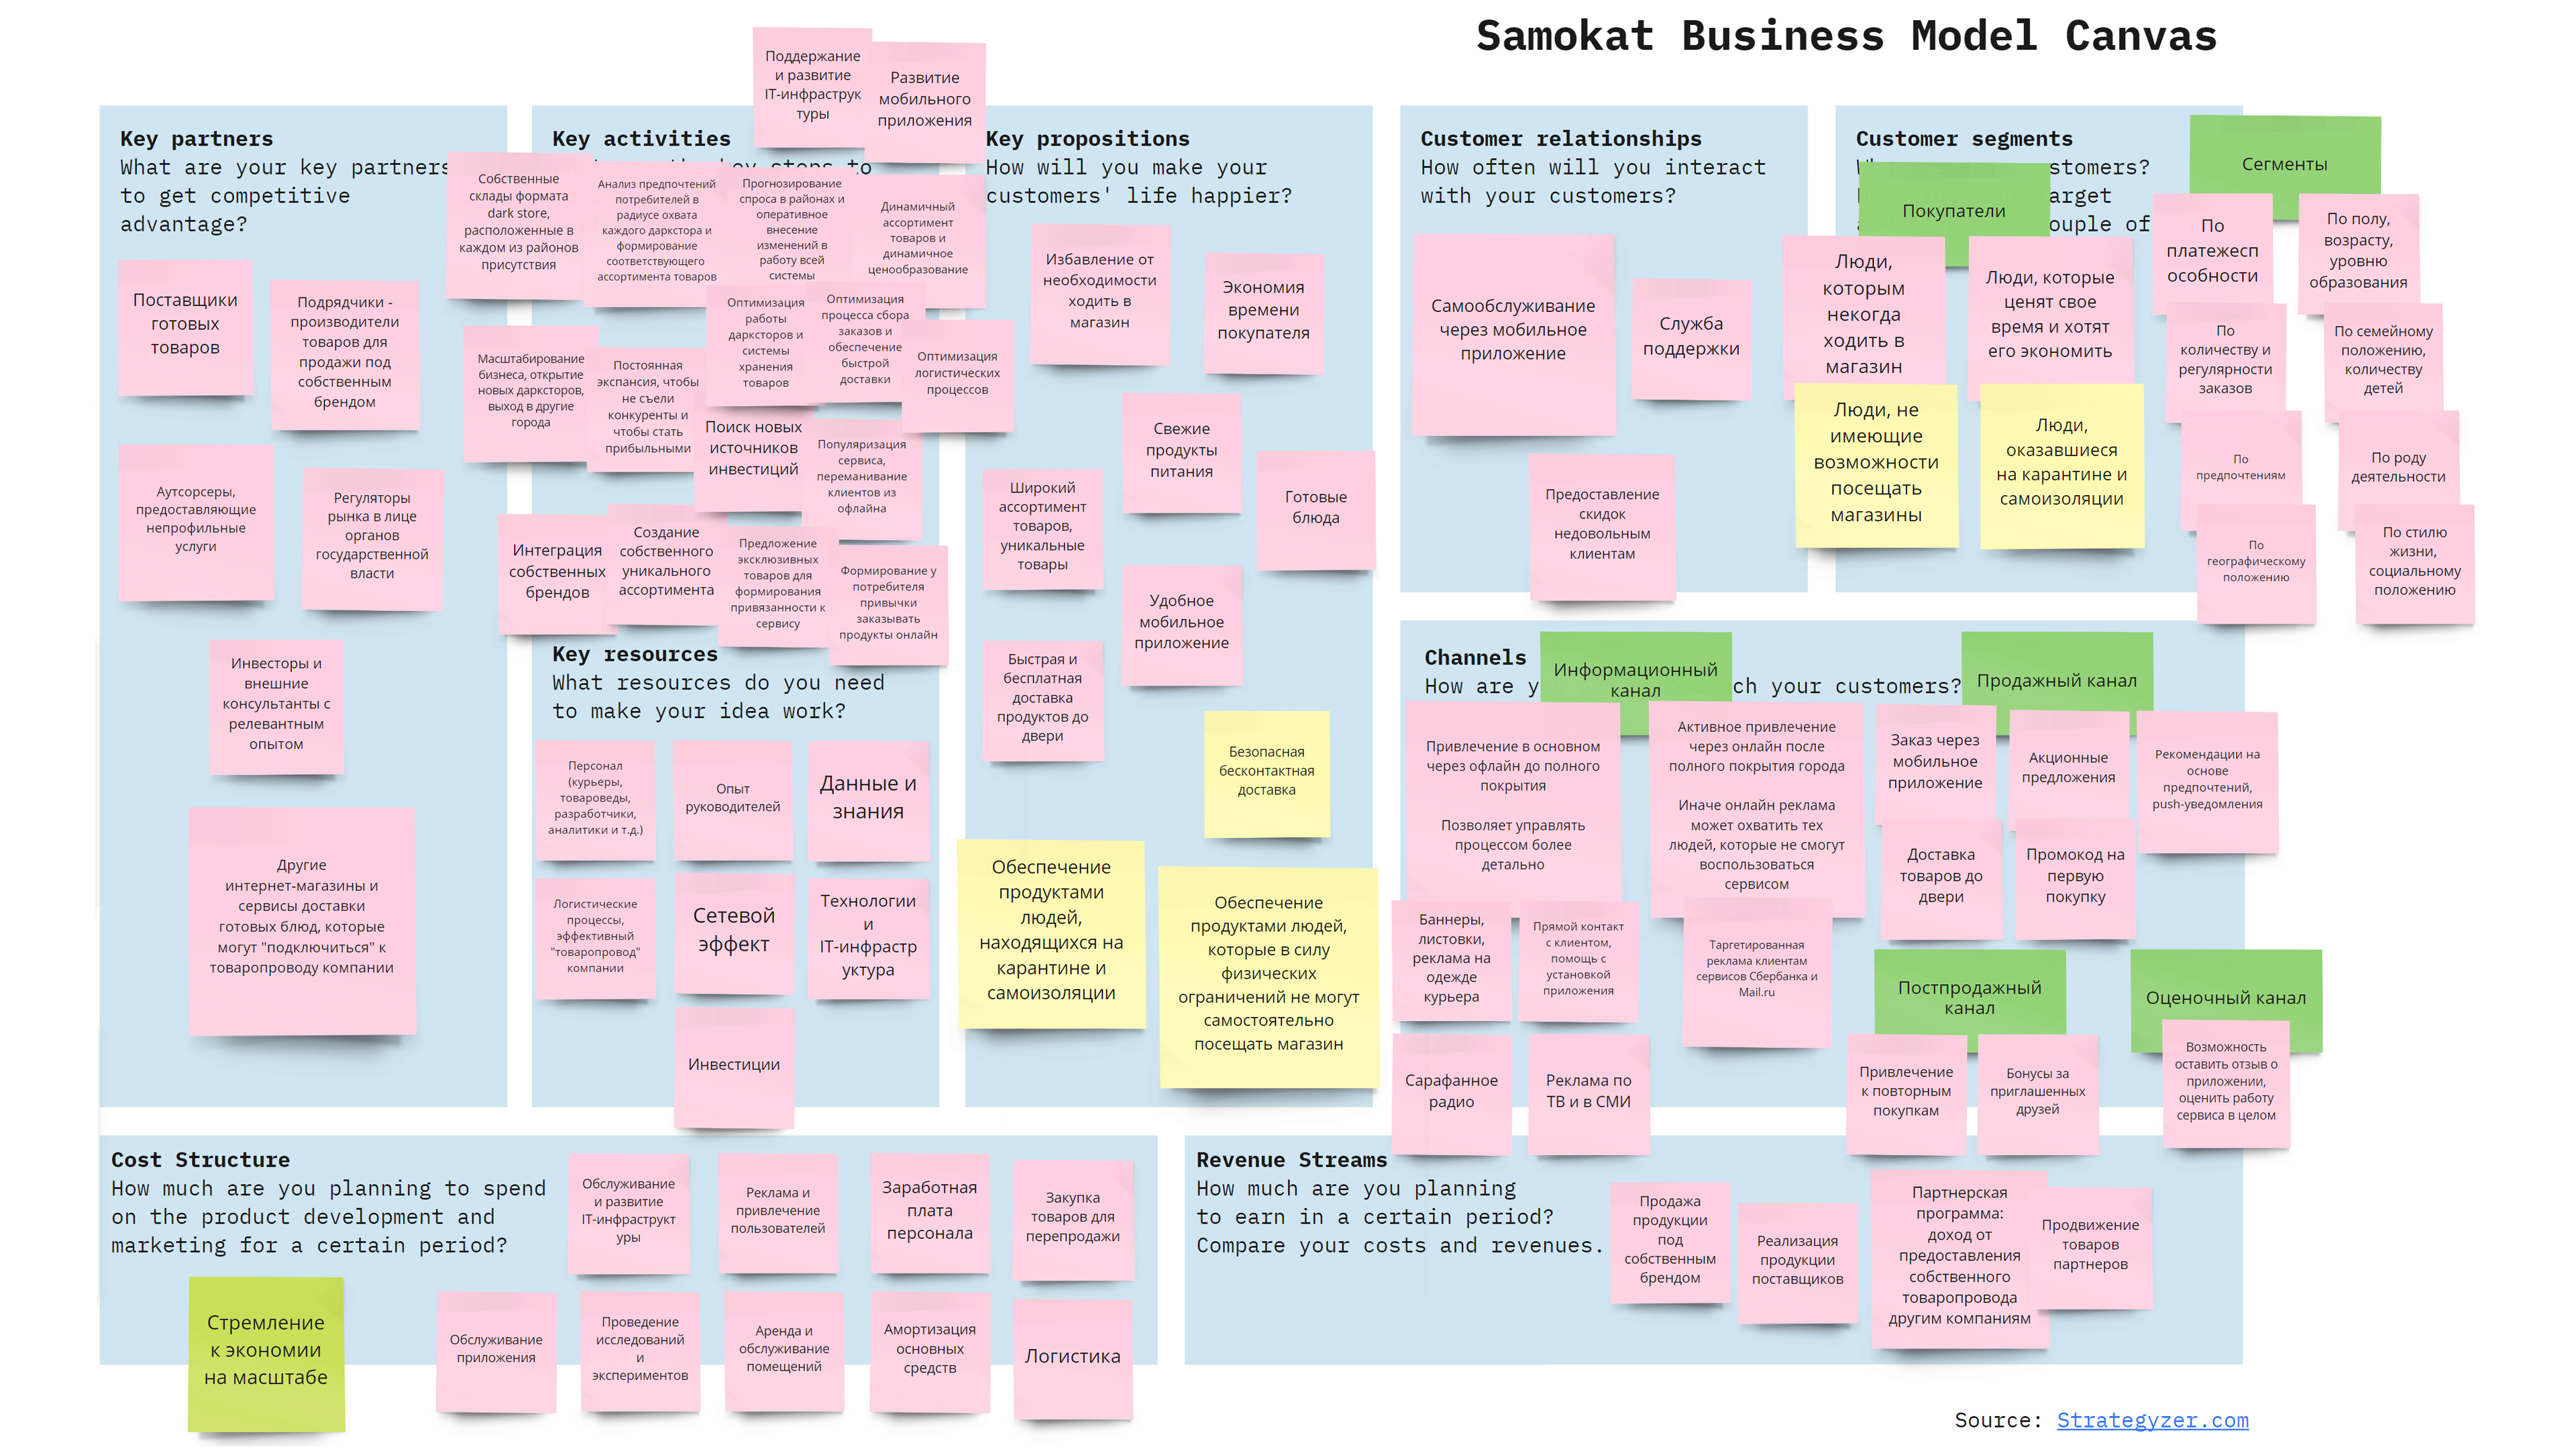 Samokat Business Model Canvas
Key partners
What are your key partners
to get competitive
advantage?
Поставщики
готовых
товаров
Подрядчики -
производители
товаров для
продажи под
собственным
брендом
Аутсорсеры,
предоставляющие
непрофильные
услуги
Регуляторы
рынка в лице
органов
государственной
власти
Инвесторы и
внешние
консультанты с
релевантным
опытом
Другие
интернет-магазины и
сервисы доставки
готовых блюд, которые
могут "подключиться" к
товаропроводу компании
Key activities
key steps to
Поддержание
и развитие
IT-инфраструк
туры
Развитие
мобильного
приложения
Собственные
склады формата
dark store,
расположенные в
каждом из районов
присутствия
Анализ предпочтений
потребителей в
радиусе охвата
каждого даркстора и
формирование
соответствующего
ассортимента товаров
Прогнозирование
спроса в районах и
оперативное
внесение
изменений в
работу всей
системы
Динамичный
ассортимент
товаров и
динамичное
ценообразование
Масштабирование
бизнеса, открытие
новых дарксторов,
выход в другие
города
Постоянная
экспансия, чтобы
не съели
конкуренты и
чтобы стать
прибыльными
Оптимизация
работы
дарксторов и
системы
хранения
товаров
Оптимизация
процесса сбора
заказов и
обеспечение
быстрой
доставки
Оптимизация
логистических
процессов
Поиск новых
источников
инвестиций
Популяризация
сервиса,
переманивание
клиентов из
офлайна
Интеграция
собственных
брендов
Создание
собственного
уникального
ассортимента
Предложение
эксклюзивных
товаров для
формирования
привязанности к
сервису
Формирование у
потребителя
привычки
заказывать
продукты онлайн
Key resources
What resources do you need
to make your idea work?
Персонал
(курьеры,
товароведы,
разработчики,
аналитики и т.д.)
Опыт
руководителей
Данные и
знания
Логистические
процессы,
эффективный
"товаропровод"
компании
Сетевой
эффект
Технологии
и
IT-инфрастр
уктура
Инвестиции
Key propositions
How will you make your
customers' life happier?
Избавление от
необходимости
ходить в
магазин
Экономия
времени
покупателя
Свежие
продукты
питания
Широкий
ассортимент
товаров,
уникальные
товары
Готовые
блюда
Удобное
мобильное
приложение
Быстрая и
бесплатная
доставка
продуктов до
двери
Безопасная
бесконтактная
доставка
Обеспечение
продуктами
людей,
находящихся на
карантине и
самоизоляции
Обеспечение
продуктами людей,
которые в силу
физических
ограничений не могут
самостоятельно
посещать магазин
Customer relationships
How often will you interact
with your customers?
Самообслуживание
через мобильное
приложение
Служба
поддержки
Предоставление
скидок
недовольным
клиентам
Customer segments
stomers?
arget
ouple of
Покупатели
Люди,
которым
некогда
ходить в
магазин
Люди, которые
ценят свое
время и хотят
его экономить
Люди, не
имеющие
возможности
посещать
магазины
Люди,
оказавшиеся
на карантине и
самоизоляции
Сегменты
По
платежесп
особности
По полу,
возрасту,
уровню
образования
По
количеству и
регулярности
заказов
По семейному
положению,
количеству
детей
По
предпочтениям
По роду
деятельности
По
географическому
положению
По стилю
жизни,
социальному
положению
Channels
How are y ch your customers?
Информационный
канал
Привлечение в основном
через офлайн до полного
покрытия
Позволяет управлять
процессом более
детально
Активное привлечение
через онлайн после
полного покрытия города
Иначе онлайн реклама
может охватить тех
людей, которые не смогут
воспользоваться
сервисом
Баннеры,
листовки,
реклама на
одежде
курьера
Прямой контакт
с клиентом,
помощь с
установкой
приложения
Таргетированная
реклама клиентам
сервисов Сбербанка и
Mail.ru
Сарафанное
радио
Реклама по
ТВ и в СМИ
Продажный канал
Заказ через
мобильное
приложение
Акционные
предложения
Рекомендации на
основе
предпочтений,
push-уведомления
Доставка
товаров до
двери
Промокод на
первую
покупку
Постпродажный
канал
Привлечение
к повторным
покупкам
Бонусы за
приглашенных
друзей
Оценочный канал
Возможность
оставить отзыв о
приложении,
оценить работу
сервиса в целом
Cost Structure
How much are you planning to spend
on the product development and
marketing for a certain period?
Стремление
к экономии
на масштабе
Обслуживание
и развитие
IT-инфраструкт
уры
Реклама и
привлечение
пользователей
Заработная
плата
персонала
Закупка
товаров для
перепродажи
Обслуживание
приложения
Проведение
исследований
и
экспериментов
Аренда и
обслуживание
помещений
Амортизация
основных
средств
Логистика
Revenue Streams
How much are you planning
to earn in a certain period?
Compare your costs and revenues.
Продажа
продукции
под
собственным
брендом
Реализация
продукции
поставщиков
Партнерская
программа:
доход от
предоставления
собственного
товаропровода
другим компаниям
Продвижение
товаров
партнеров
Source: Strategyzer.com